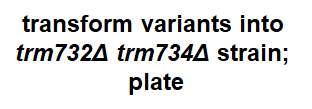 transform variants into
trm732Δ trm734Δ strain;
plate